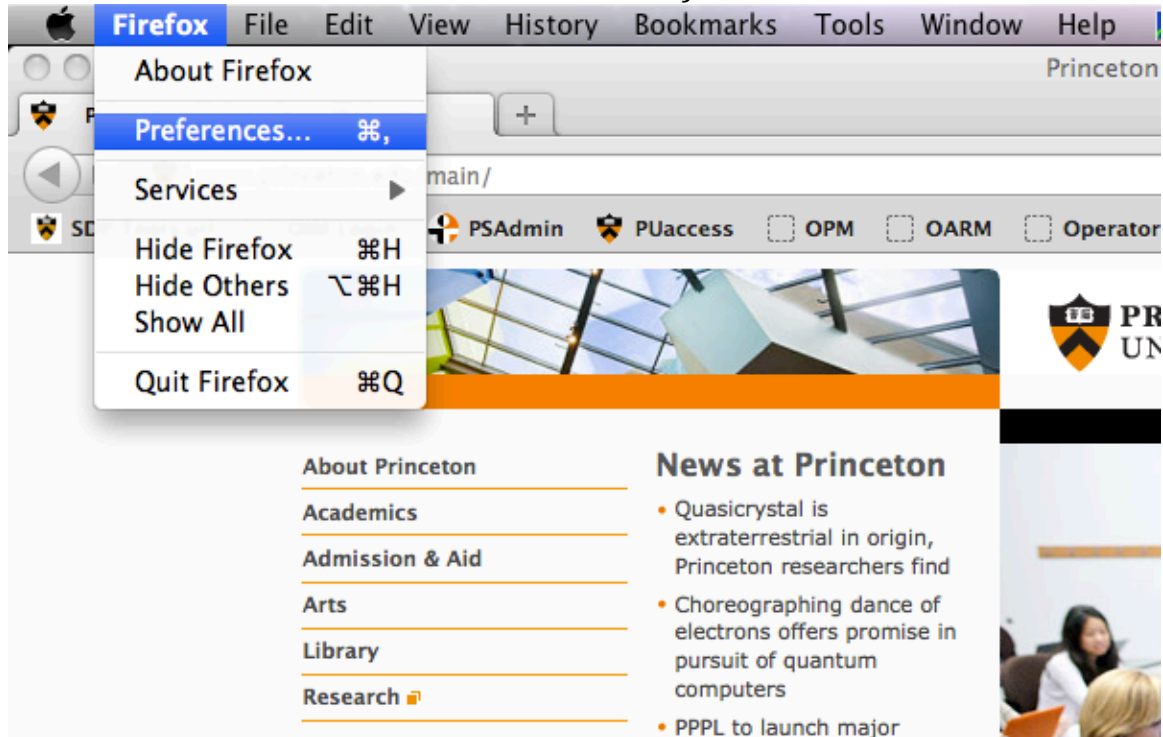 Firefox File Edit View History Bookmarks Tools Window Help
About Firefox
Princeton
Preferences... ⌘,
+
main/
Services
SD
PSAdmin PUaccess OPM OARM Operator
Hide Firefox ⌘H
Hide Others ⌥⌘H
Show All
Quit Firefox ⌘Q
PR
UN
About Princeton
Academics
Admission & Aid
Arts
Library
Research
News at Princeton
• Quasicrystal is
extraterrestrial in origin,
Princeton researchers find
• Choreographing dance of
electrons offers promise in
pursuit of quantum
computers
• PPPL to launch major